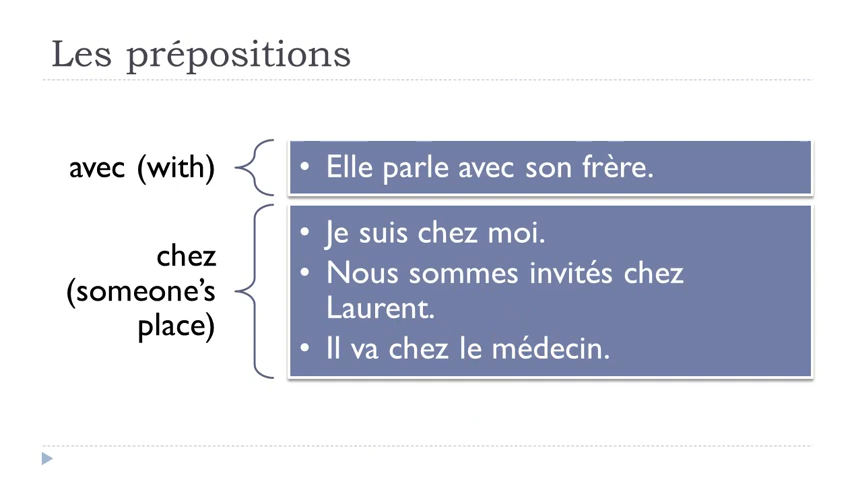 Les prépositions
avec (with)
• Elle parle avec son frère.
chez
(someone's
place)
• Je suis chez moi.
• Nous sommes invités chez
Laurent.
• Il va chez le médecin.